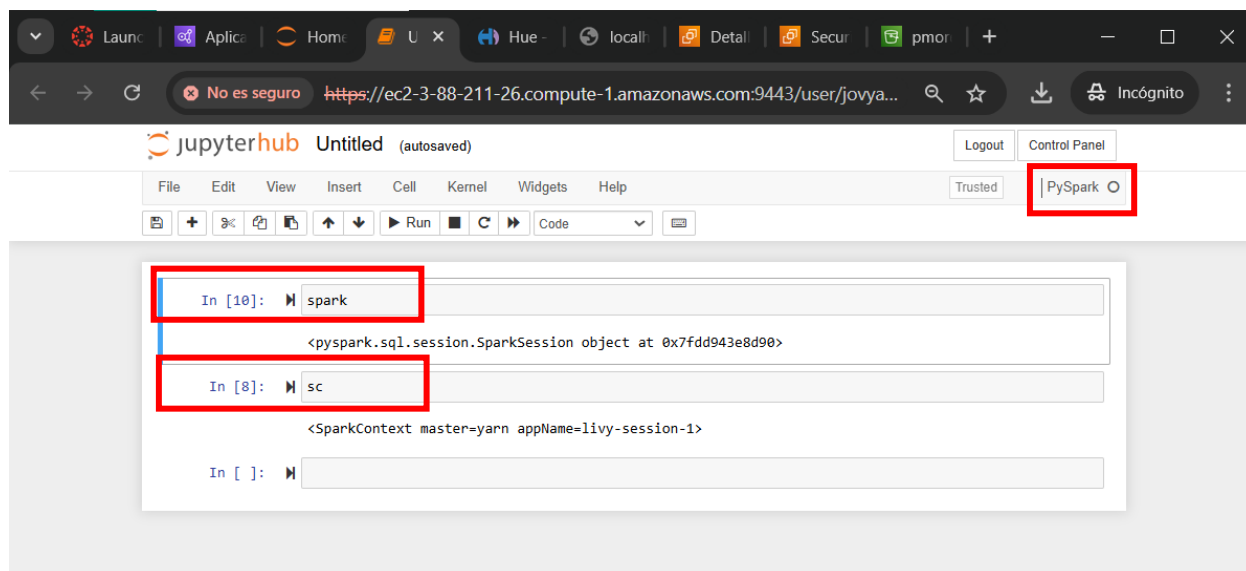 Launc
Aplica
Home
U
Hue -
localh
Detall
Secur
pmor
No es seguro https://ec2-3-88-211-26.compute-1.amazonaws.com:9443/user/jovya...
Incógnito
jupyterhub Untitled (autosaved)
Logout
Control Panel
File Edit View Insert Cell Kernel Widgets Help
Trusted
PySpark
Run
Code
In [10]: spark
<pyspark.sql.session.SparkSession object at 0x7fdd943e8d90>
In [8]: sc
<SparkContext master=yarn appName=livy-session-1>
In [ ]: